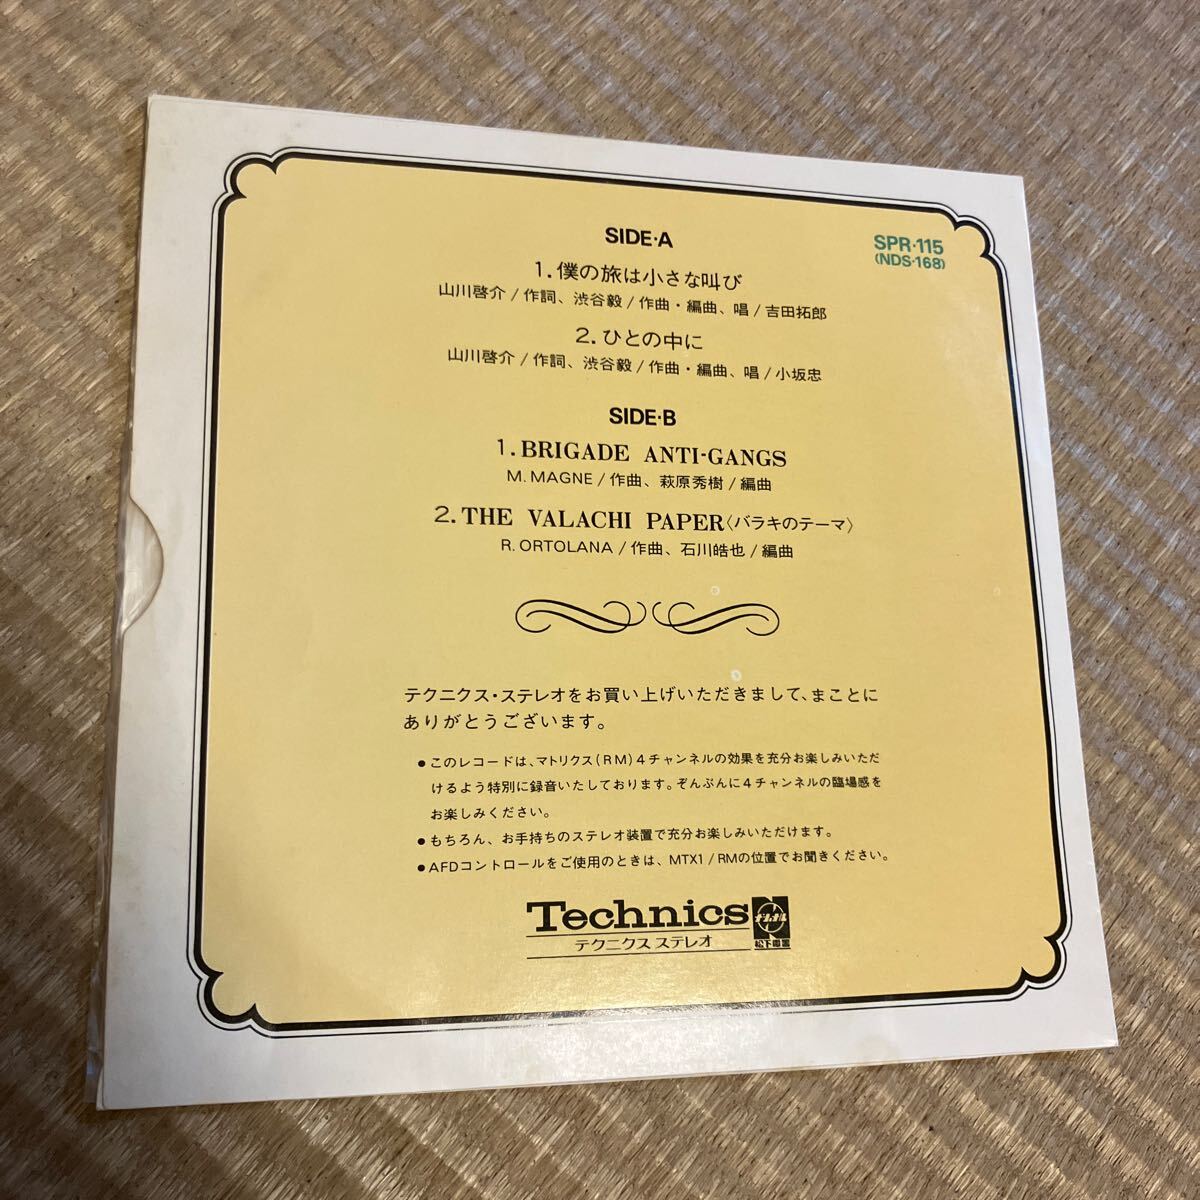 SIDE·A
SPR·115
(NDS·168)
1.僕の旅は小さな叫び
山川啓介/作詞、渋谷毅/作曲・編曲、唱/吉田拓郎
2.ひとの中に
山川啓介/作詞、渋谷毅/作曲・編曲、唱/小坂忠
SIDE·B
1.BRIGADE ANTI-GANGS
M.MAGNE/作曲、萩原秀樹/編曲
2.THE VALACHI PAPER〈バラキのテーマ〉
R.ORTOLANA/作曲、石川皓也/編曲
テクニクス・ステレオをお買い上げいただきまして、まことに
ありがとうございます。
●このレコードは、マトリクス(RM)4チャンネルの効果を充分お楽しみいただ
けるよう特別に録音いたしております。ぞんぶんに4チャンネルの臨場感を
お楽しみください。
●もちろん、お手持ちのステレオ装置で充分お楽しみいただけます。
●AFDコントロールをご使用のときは、MTX1/RMの位置でお聞きください。
Technics
ナショナル
テクニクス ステレオ
松下電器